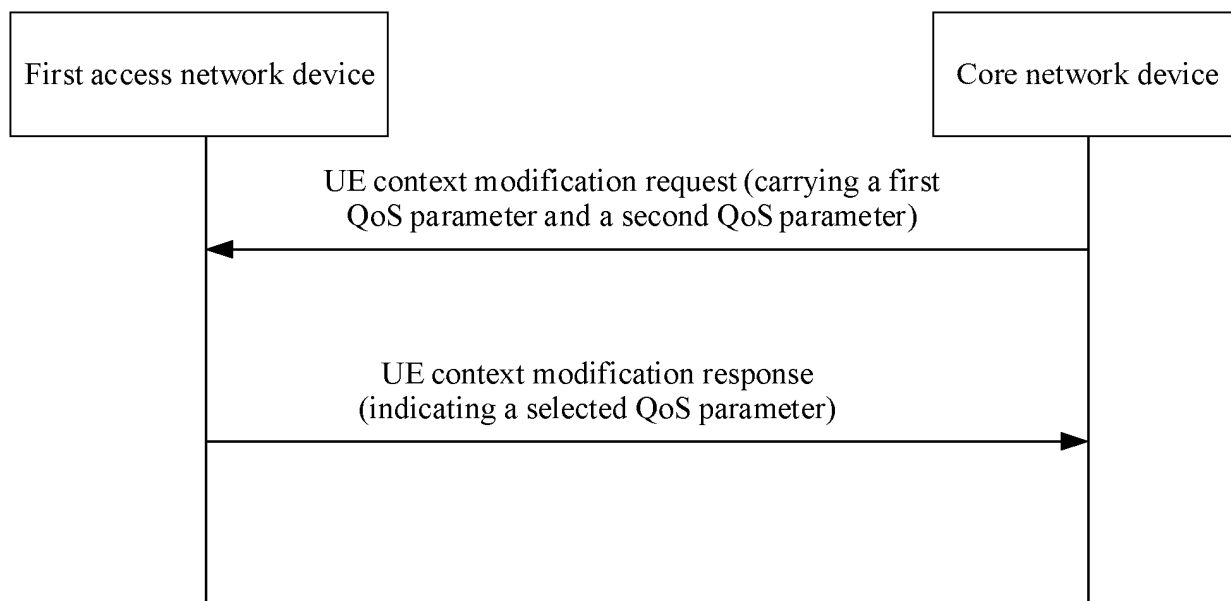 First access network device
Core network device
UE context modification request (carrying a first
QoS parameter and a second QoS parameter)
UE context modification response
(indicating a selected QoS parameter)